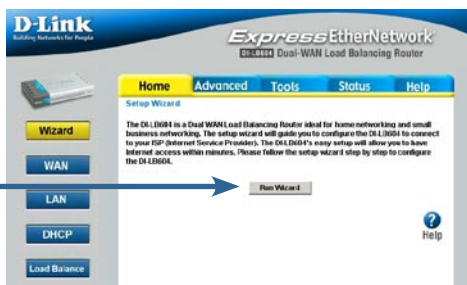 D-Link
Building Networks for People
ExpressEtherNetwork
DI-LB604 Dual-WAN Load Balancing Router
Home Advanced Tools Status Help
Setup Wizard
The DI-LB604 is a Dual WAN Load Balancing Router ideal for home networking and small
business networking. The setup wizard will guide you to configure the DI-LB604 to connect
to your ISP (Internet Service Provider). The DI-LB604's easy setup will allow you to have
Internet access within minutes. Please follow the setup wizard step by step to configure
the DI-LB604.
Run Wizard
Wizard
WAN
LAN
DHCP
Load Balance
Help